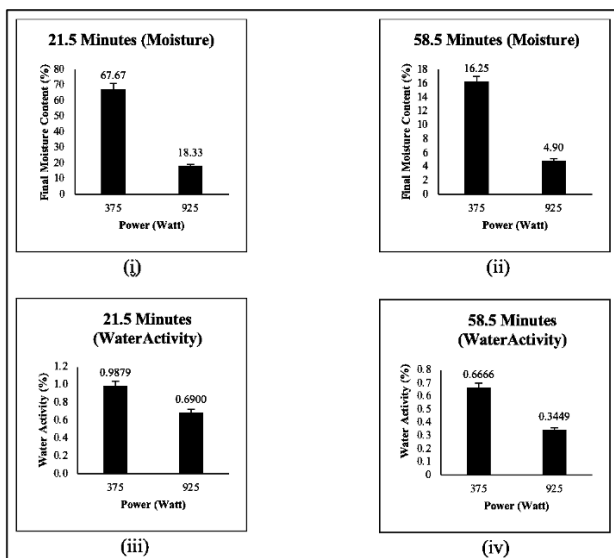 21.5 Minutes (Moisture)
Final Moisture Content (%)
80
70
60
50
40
30
20
10
0
67.67
18.33
375 925
Power (Watt)
(i)
58.5 Minutes (Moisture)
Final Moisture Content (%)
18
16
14
12
10
8
6
4
2
0
16.25
4.90
375 925
Power (Watt)
(ii)
21.5 Minutes
(WaterActivity)
Water Activity (%)
1.2
1.0
0.8
0.6
0.4
0.2
0.0
0.9879
0.6900
375 925
Power (Watt)
(iii)
58.5 Minutes
(WaterActivity)
Water Activity (%)
0.8
0.7
0.6
0.5
0.4
0.3
0.2
0.1
0
0.6666
0.3449
375 925
Power (Watt)
(iv)